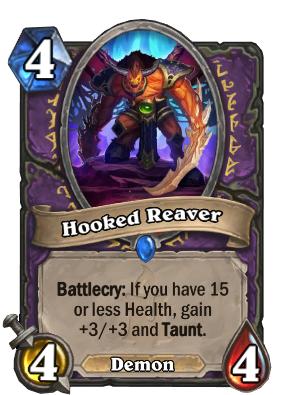 4
Hooked Reaver
Battlecry: If you have 15
or less Health, gain
+3/+3 and Taunt.
4
Demon
4